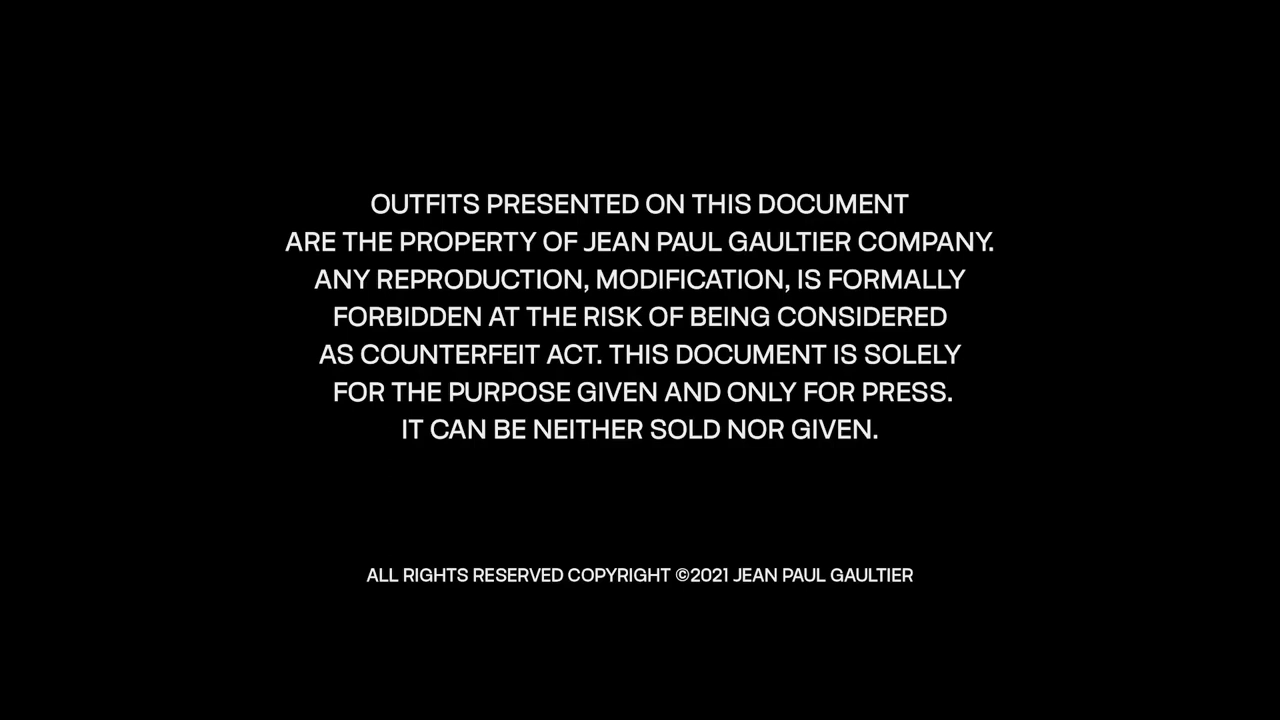 OUTFITS PRESENTED ON THIS DOCUMENT
ARE THE PROPERTY OF JEAN PAUL GAULTIER COMPANY.
ANY REPRODUCTION, MODIFICATION, IS FORMALLY
FORBIDDEN AT THE RISK OF BEING CONSIDERED
AS COUNTERFEIT ACT. THIS DOCUMENT IS SOLELY
FOR THE PURPOSE GIVEN AND ONLY FOR PRESS.
IT CAN BE NEITHER SOLD NOR GIVEN.
ALL RIGHTS RESERVED COPYRIGHT ©2021 JEAN PAUL GAULTIER